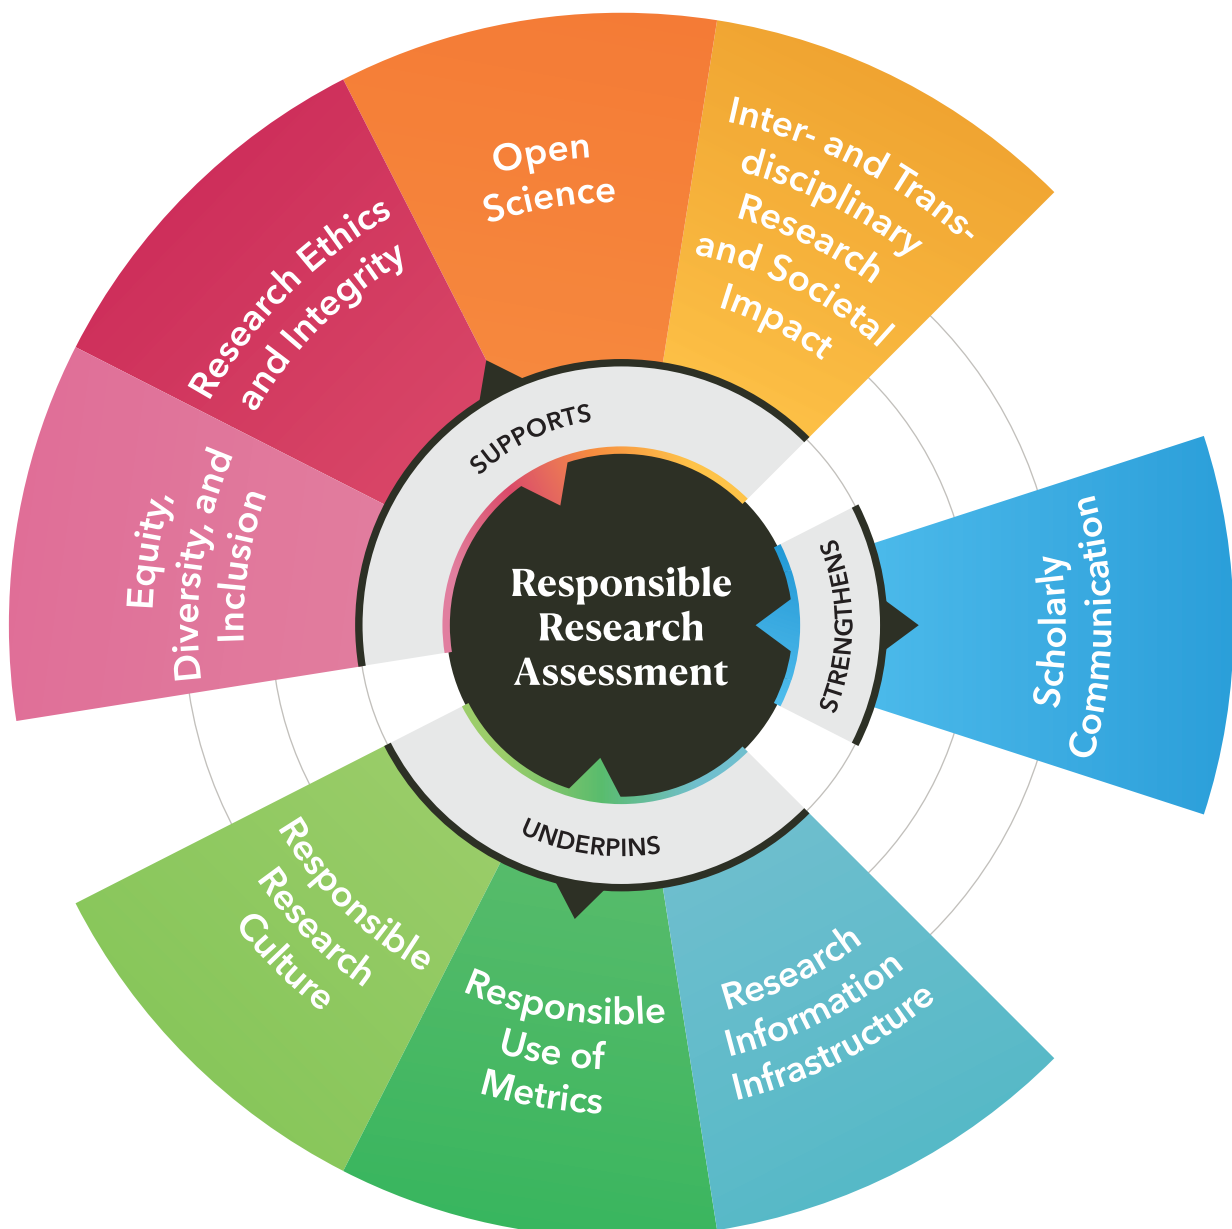 Open
Science
Inter- and Trans-
disciplinary
Research
and Societal
Impact
Research Ethics
and Integrity
Equity,
Diversity, and
Inclusion
SUPPORTS
Responsible
Research
Assessment
STRENGTHENS
Scholarly
Communication
UNDERPINS
Responsible
Research
Culture
Responsible
Use of
Metrics
Research
Information
Infrastructure